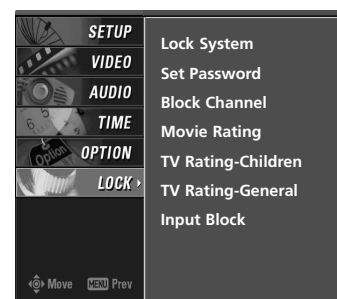 SETUP
VIDEO
AUDIO
TIME
OPTION
LOCK
Move MENU Prev
Lock System
Set Password
Block Channel
Movie Rating
TV Rating-Children
TV Rating-General
Input Block